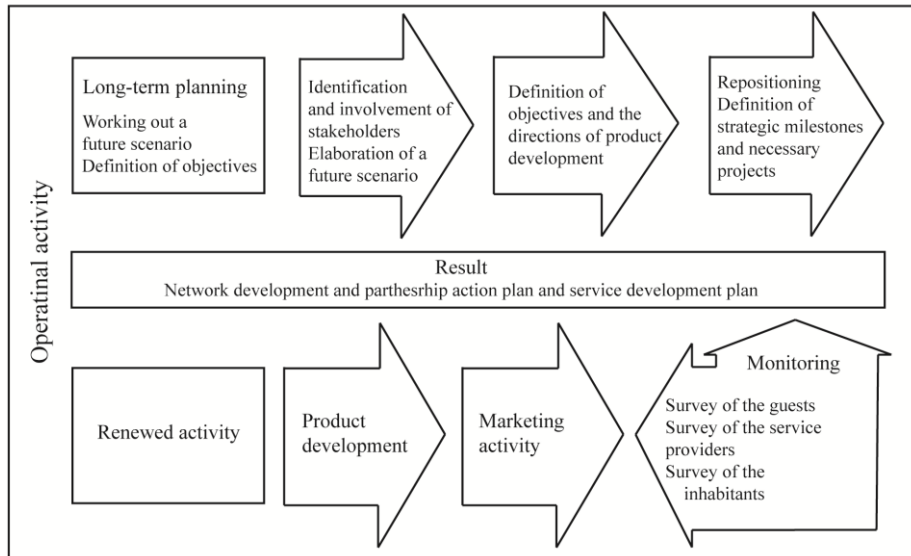 Operatinal activity
Long-term planning
Working out a
future scenario
Definition of objectives
Identification
and involvement of
stakeholders
Elaboration of a
future scenario
Definition of
objectives and the
directions of product
development
Repositioning
Definition of
strategic milestones
and necessary
projects
Result
Network development and parthesrhip action plan and service development plan
Renewed activity
Product
development
Marketing
activity
Monitoring
Survey of the guests
Survey of the service
providers
Survey of the
inhabitants